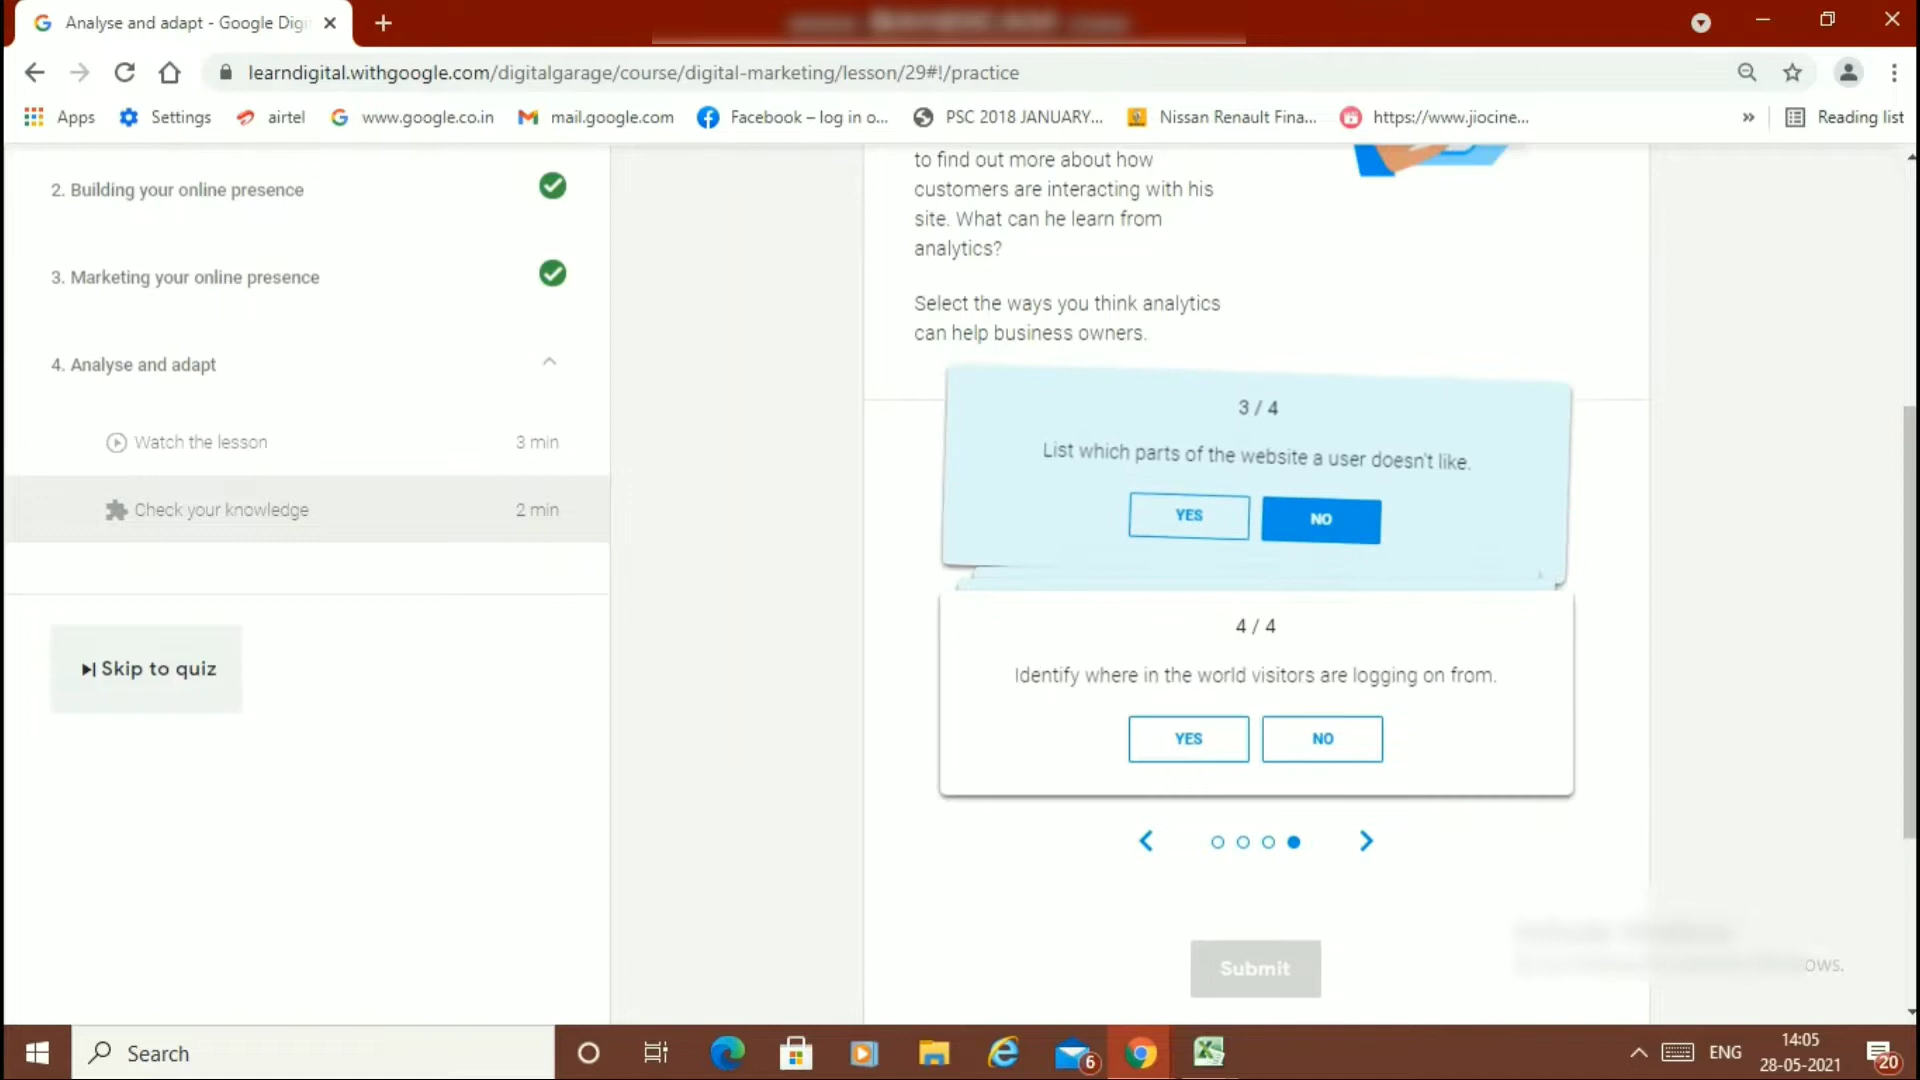 Analyse and adapt - Google Digi
learndigital.withgoogle.com/digitalgarage/course/digital-marketing/lesson/29#!/practice
Apps Settings airtel www.google.co.in mail.google.com Facebook – log in o... PSC 2018 JANUARY... Nissan Renault Fina... https://www.jiocine... » Reading list
2. Building your online presence
3. Marketing your online presence
4. Analyse and adapt
Watch the lesson 3 min
Check your knowledge 2 min
Skip to quiz
to find out more about how
customers are interacting with his
site. What can he learn from
analytics?
Select the ways you think analytics
can help business owners.
3 / 4
List which parts of the website a user doesn't like.
YES NO
4 / 4
Identify where in the world visitors are logging on from.
YES NO
Submit
ows.
Search
6
ENG
14:05
28-05-2021
20